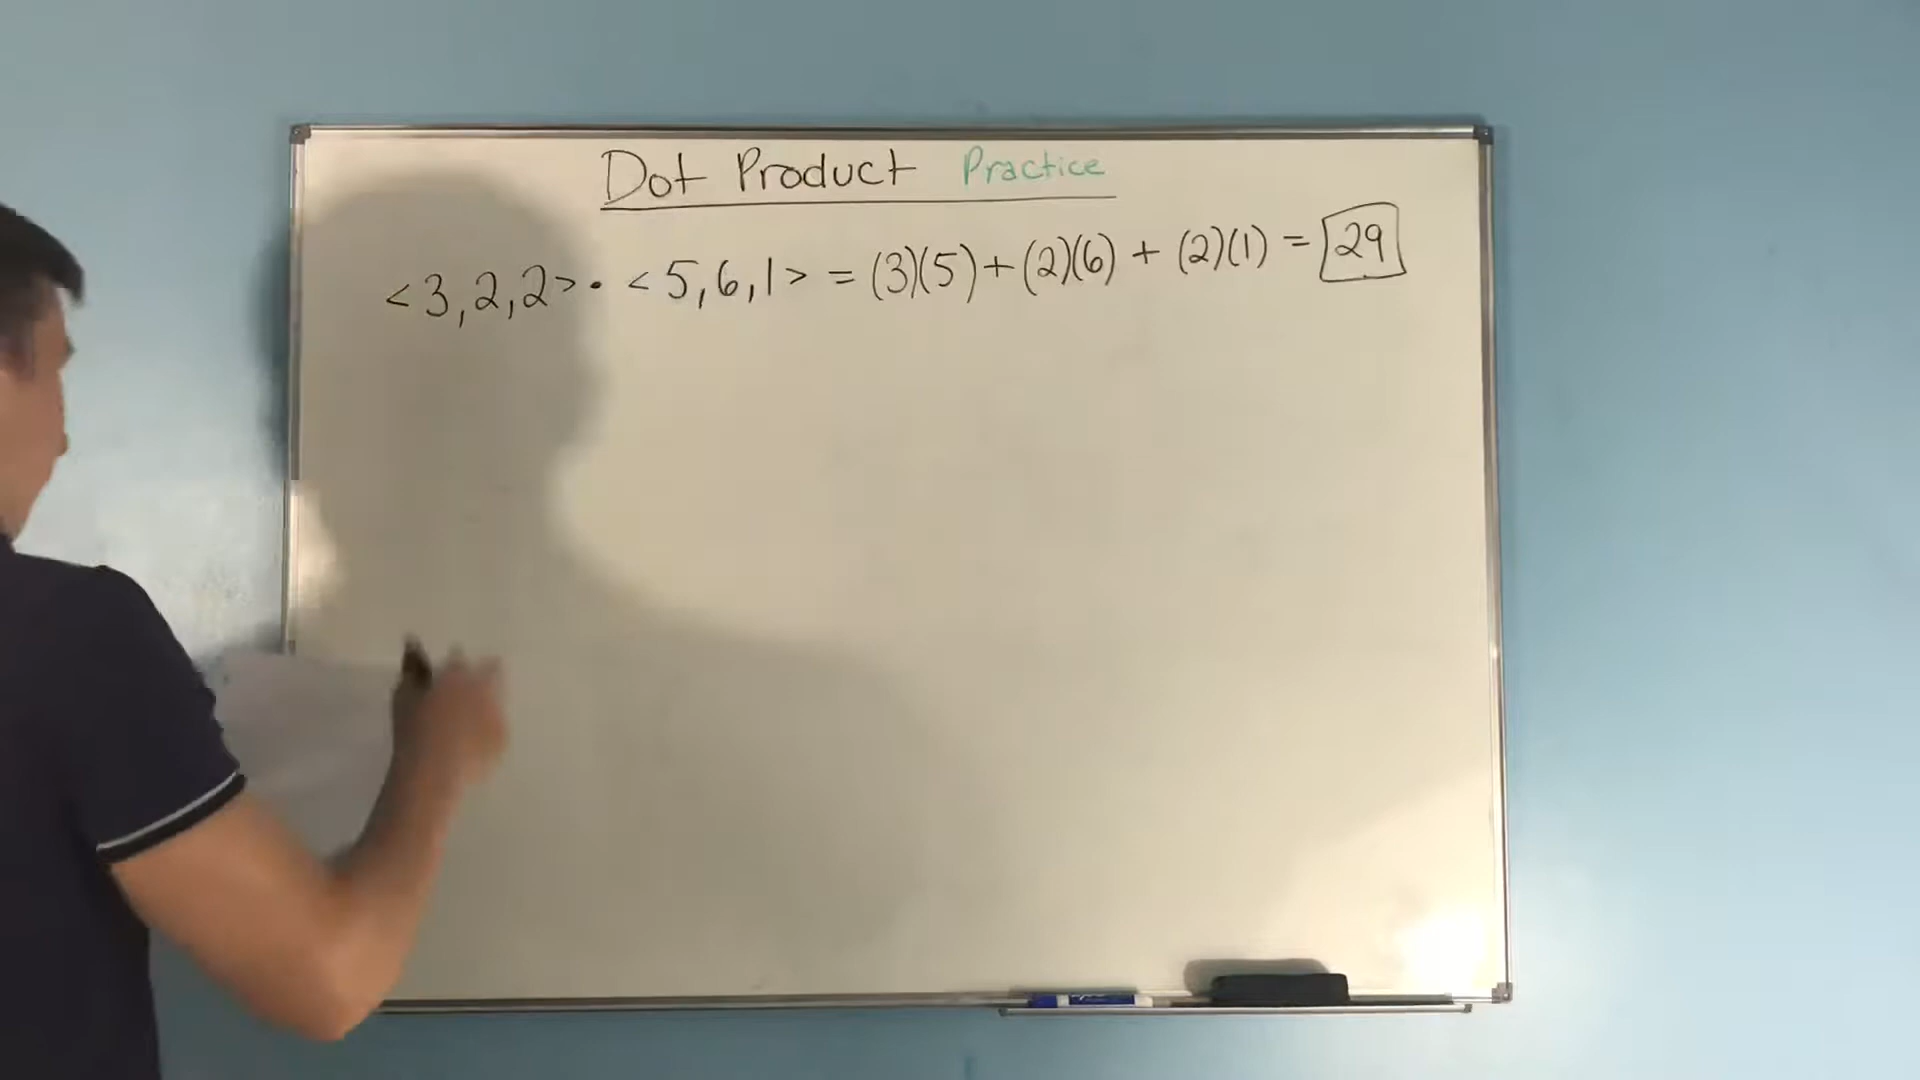 Dot Product Practice
<3,2,2> • <5,6,1> = (3)(5) + (2)(6) + (2)(1) = 29